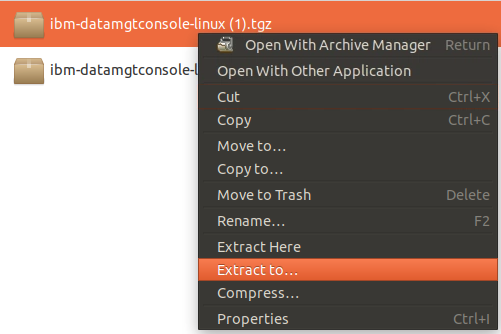 ibm-datamgtconsole-linux (1).tgz
ibm-datamgtconsole-l
Open With Archive Manager Return
Open With Other Application
Cut Ctrl+X
Copy Ctrl+C
Move to...
Copy to...
Move to Trash Delete
Rename... F2
Extract Here
Extract to...
Compress...
Properties Ctrl+I